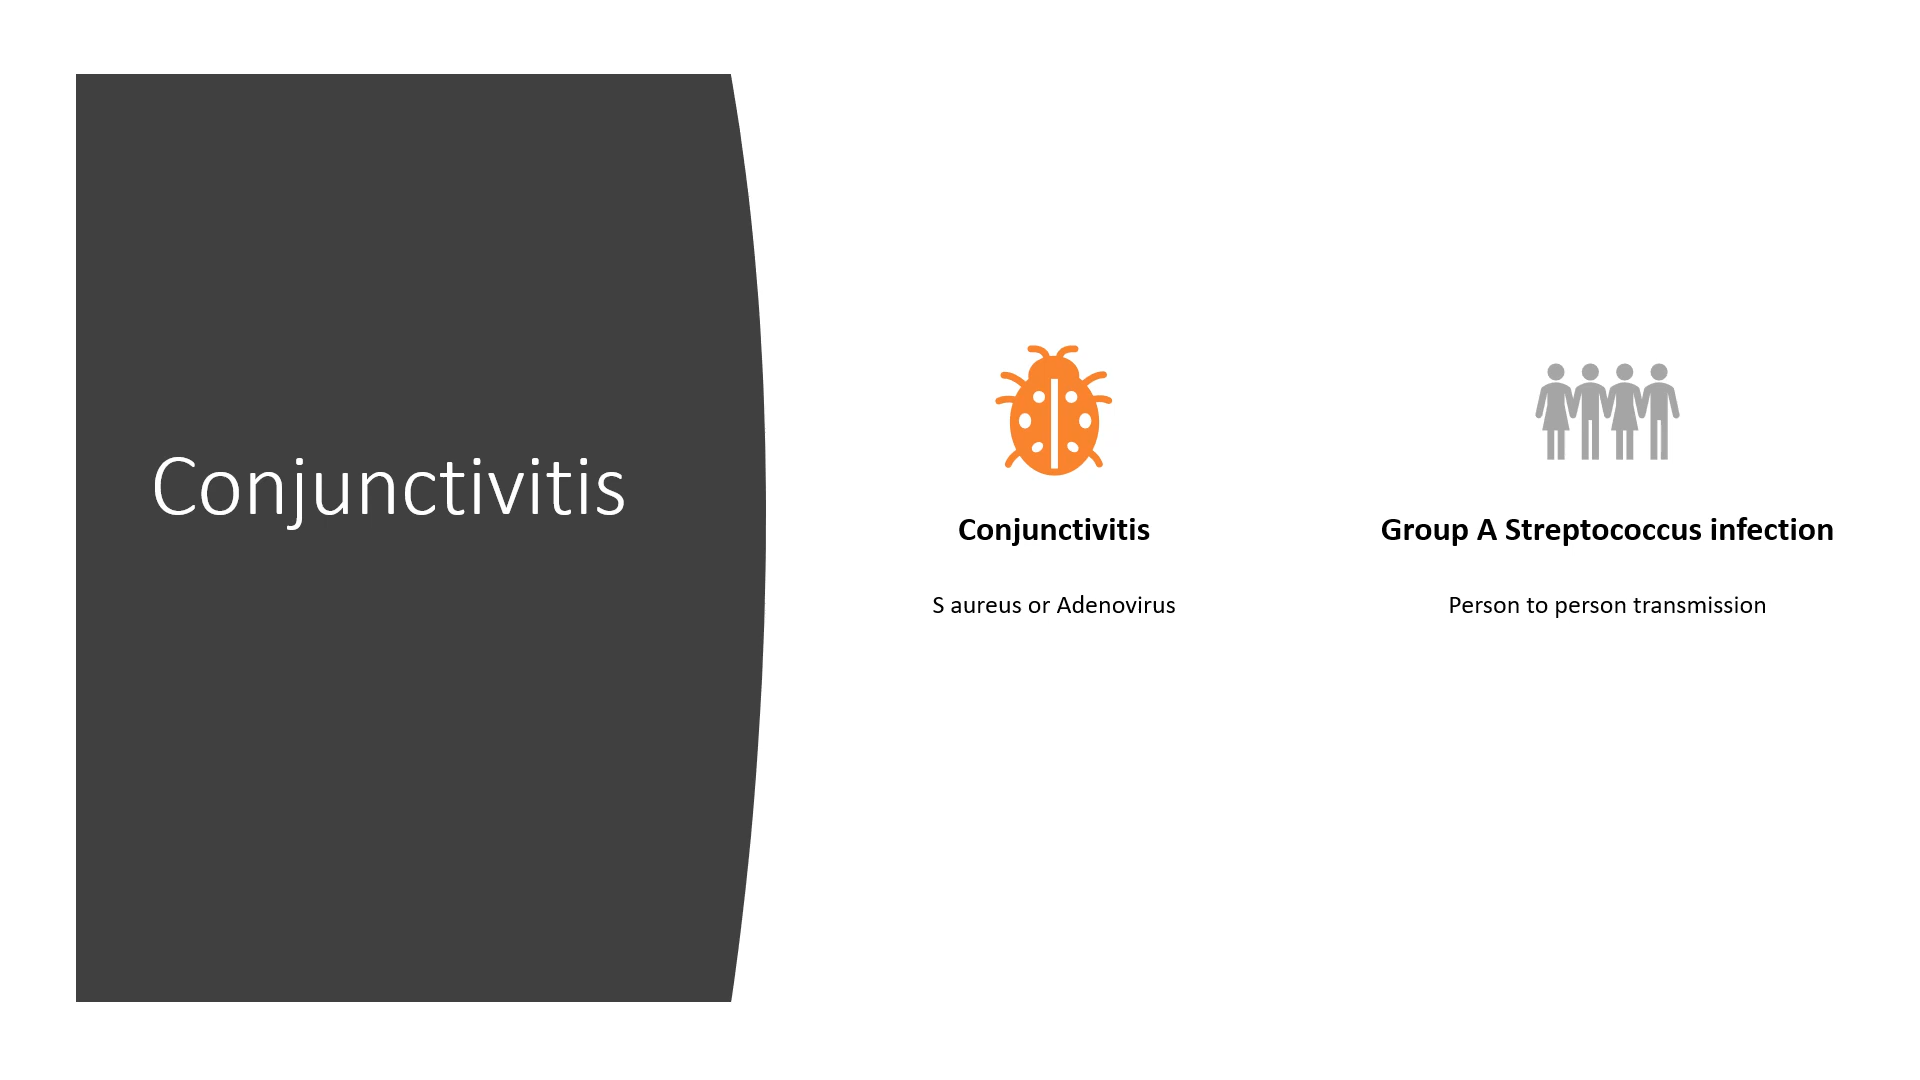 Conjunctivitis
Conjunctivitis
S aureus or Adenovirus
Group A Streptococcus infection
Person to person transmission